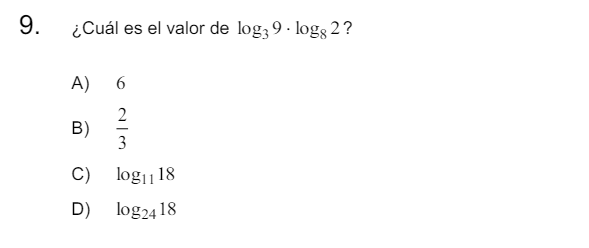 9. ¿Cuál es el valor de log₃ 9 · log₈ 2?
A) 6
B) 2/3
C) log₁₁ 18
D) log₂₄ 18